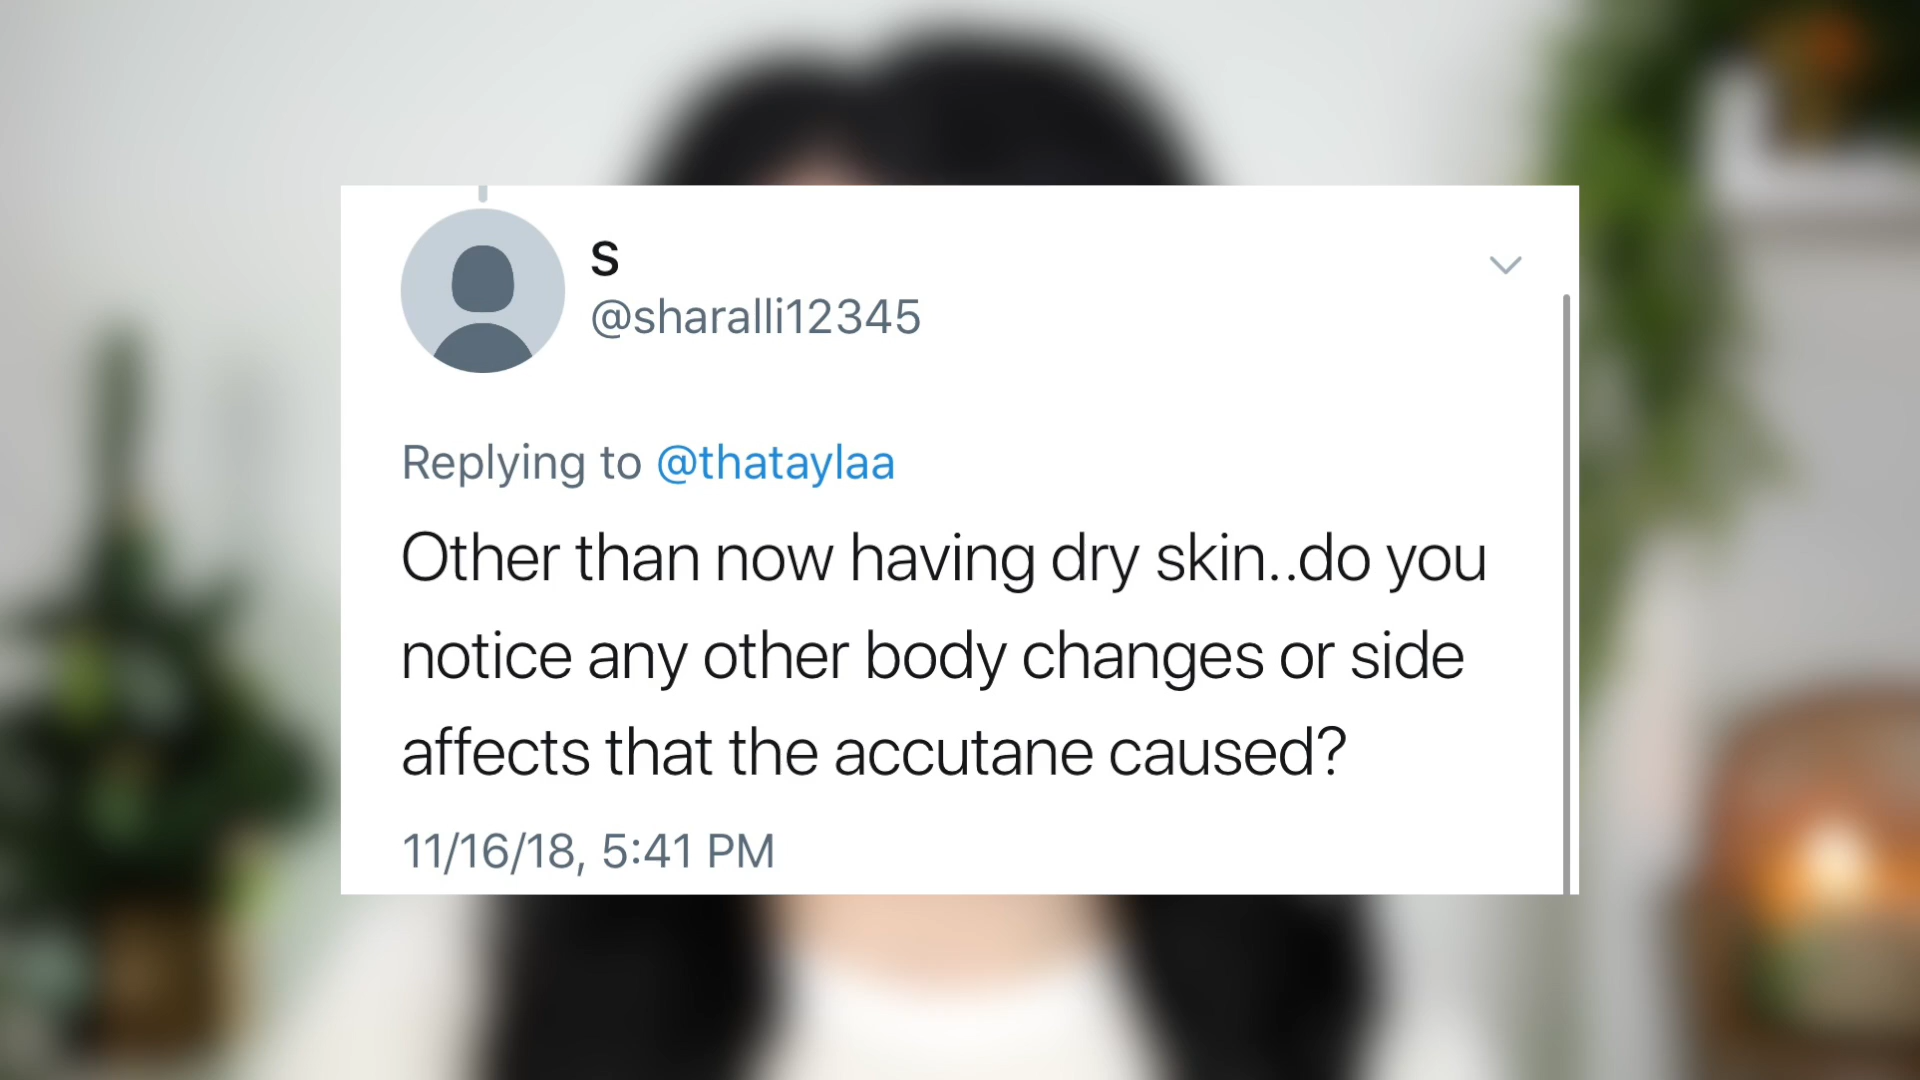 S
@sharalli12345
Replying to @thataylaa
Other than now having dry skin..do you
notice any other body changes or side
affects that the accutane caused?
11/16/18, 5:41 PM